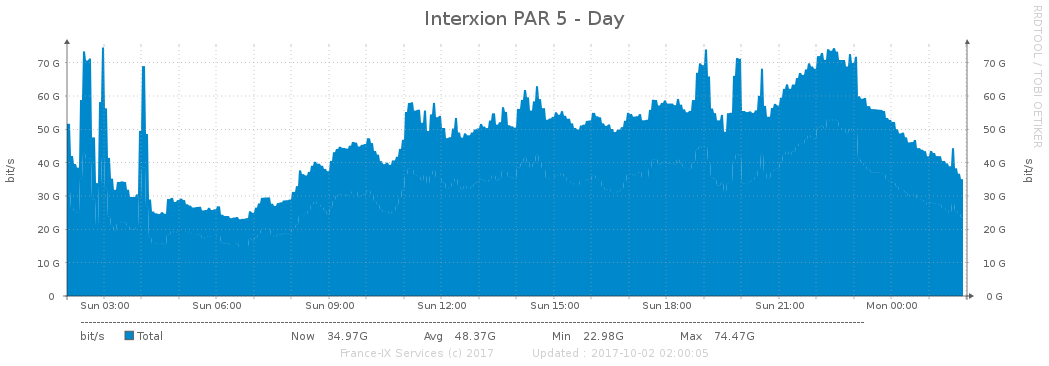 Interxion PAR 5 - Day
RRDTOOL / TOBI OETIKER
bit/s
70 G
60 G
50 G
40 G
30 G
20 G
10 G
0
70 G
60 G
50 G
40 G
30 G
20 G
10 G
0 G
bit/s
Sun 03:00 Sun 06:00 Sun 09:00 Sun 12:00 Sun 15:00 Sun 18:00 Sun 21:00 Mon 00:00
bit/s Total Now 34.97G Avg 48.37G Min 22.98G Max 74.47G
France-IX Services (c) 2017 Updated : 2017-10-02 02:00:05